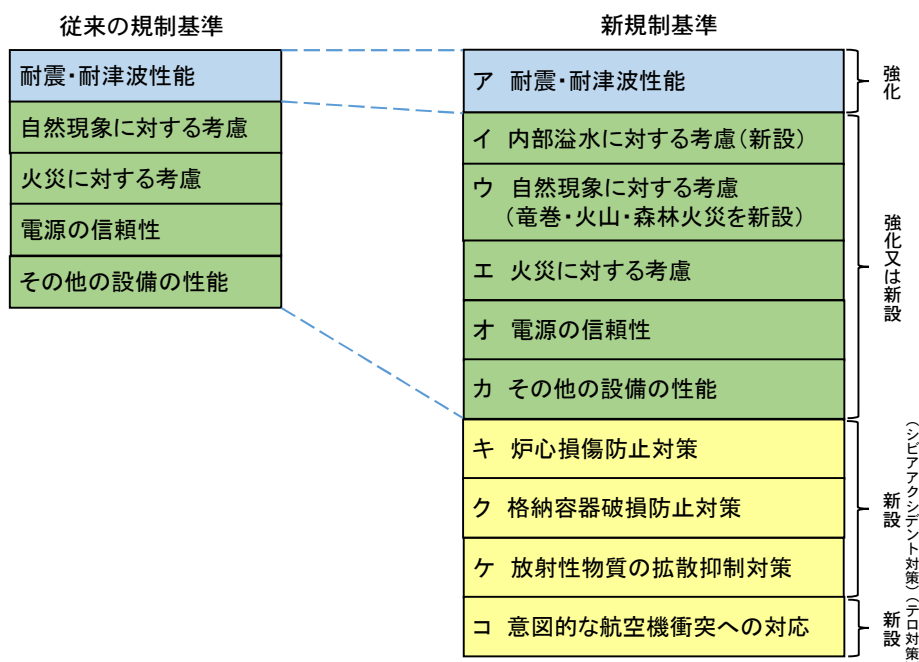 従来の規制基準
耐震・耐津波性能
自然現象に対する考慮
火災に対する考慮
電源の信頼性
その他の設備の性能
新規制基準
ア 耐震・耐津波性能
イ 内部溢水に対する考慮(新設)
ウ 自然現象に対する考慮
(竜巻・火山・森林火災を新設)
エ 火災に対する考慮
オ 電源の信頼性
カ その他の設備の性能
キ 炉心損傷防止対策
ク 格納容器破損防止対策
ケ 放射性物質の拡散抑制対策
コ 意図的な航空機衝突への対応
強化
強化又は新設
新設
(シビアアクシデント対策)
新設
(テロ対策